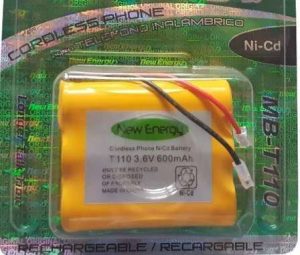 CORDLESS PHONE
TELEFONO INALAMBRICO
Ni-Cd
New Energy
Cordless Phone Ni/Cd Battery
T110 3.6V 600mAh
MUST BE RECYCLED
OR DISPOSED
OF PROPERLY
MADE IN
MB-T110
RECHARGEABLE / RECARGABLE